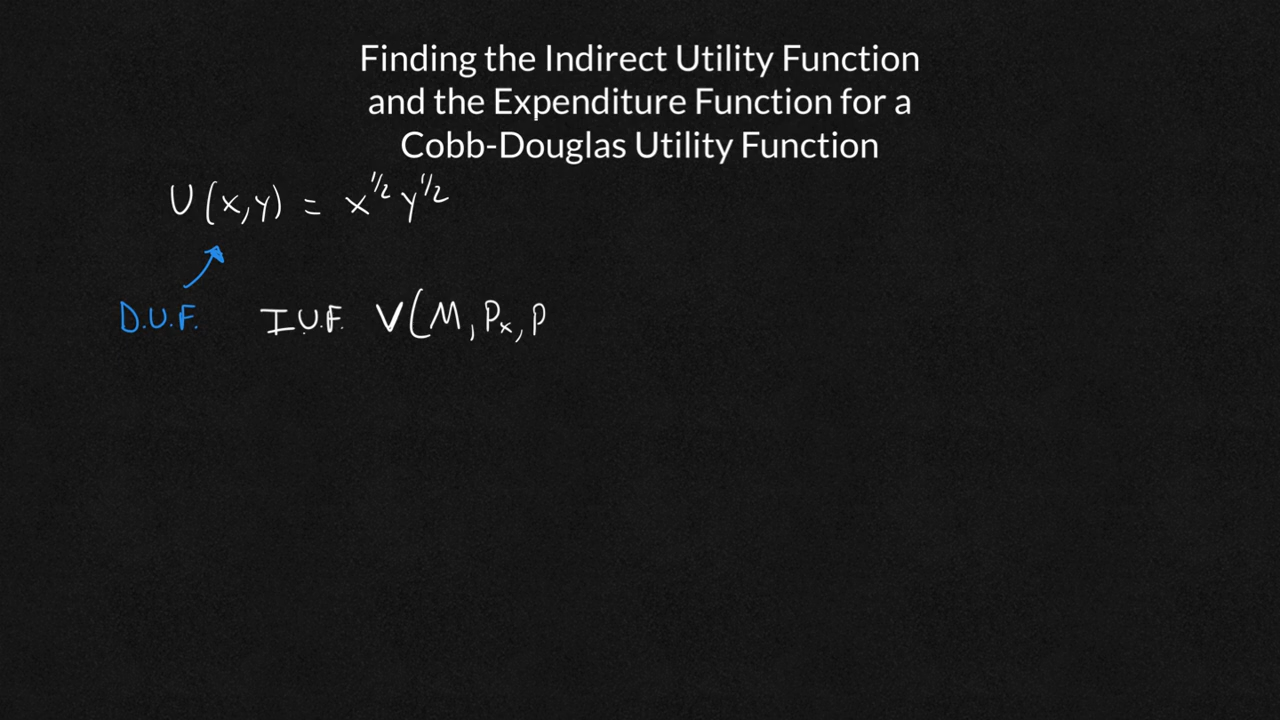 Finding the Indirect Utility Function
and the Expenditure Function for a
Cobb-Douglas Utility Function
U(x,y) = x^1/2 y^1/2
D.U.F. I.U.F. V(M, Px, P